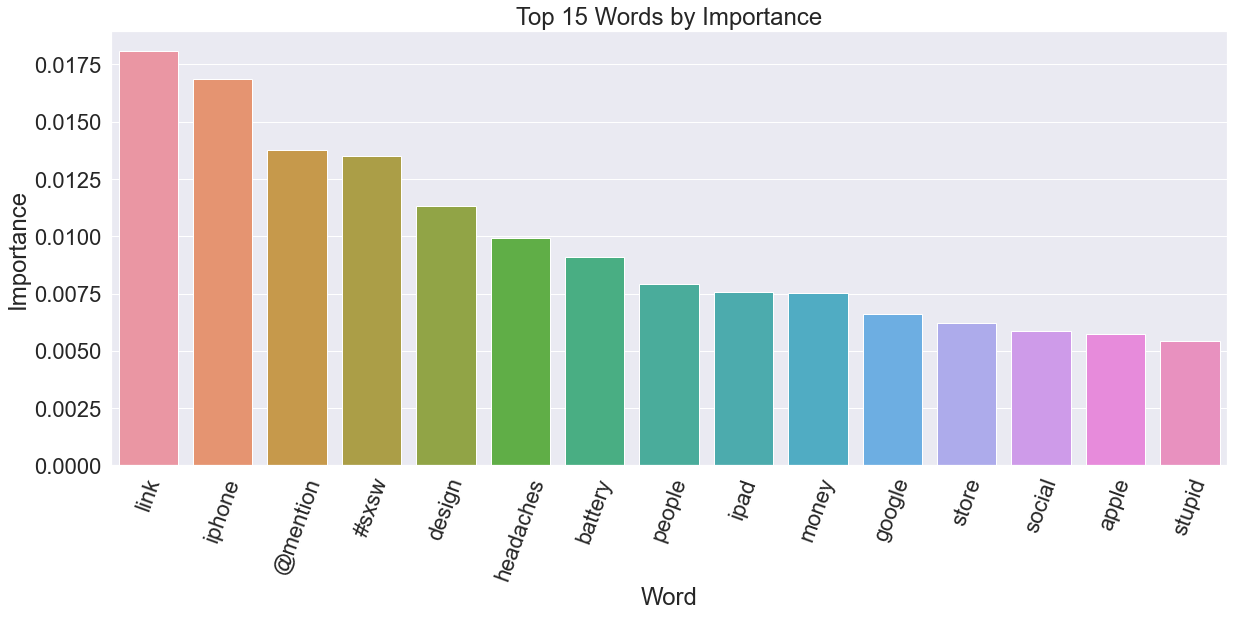 Top 15 Words by Importance
Importance
0.0175
0.0150
0.0125
0.0100
0.0075
0.0050
0.0025
0.0000
link
iphone
@mention
#sxsw
design
headaches
battery
people
ipad
money
google
store
social
apple
stupid
Word